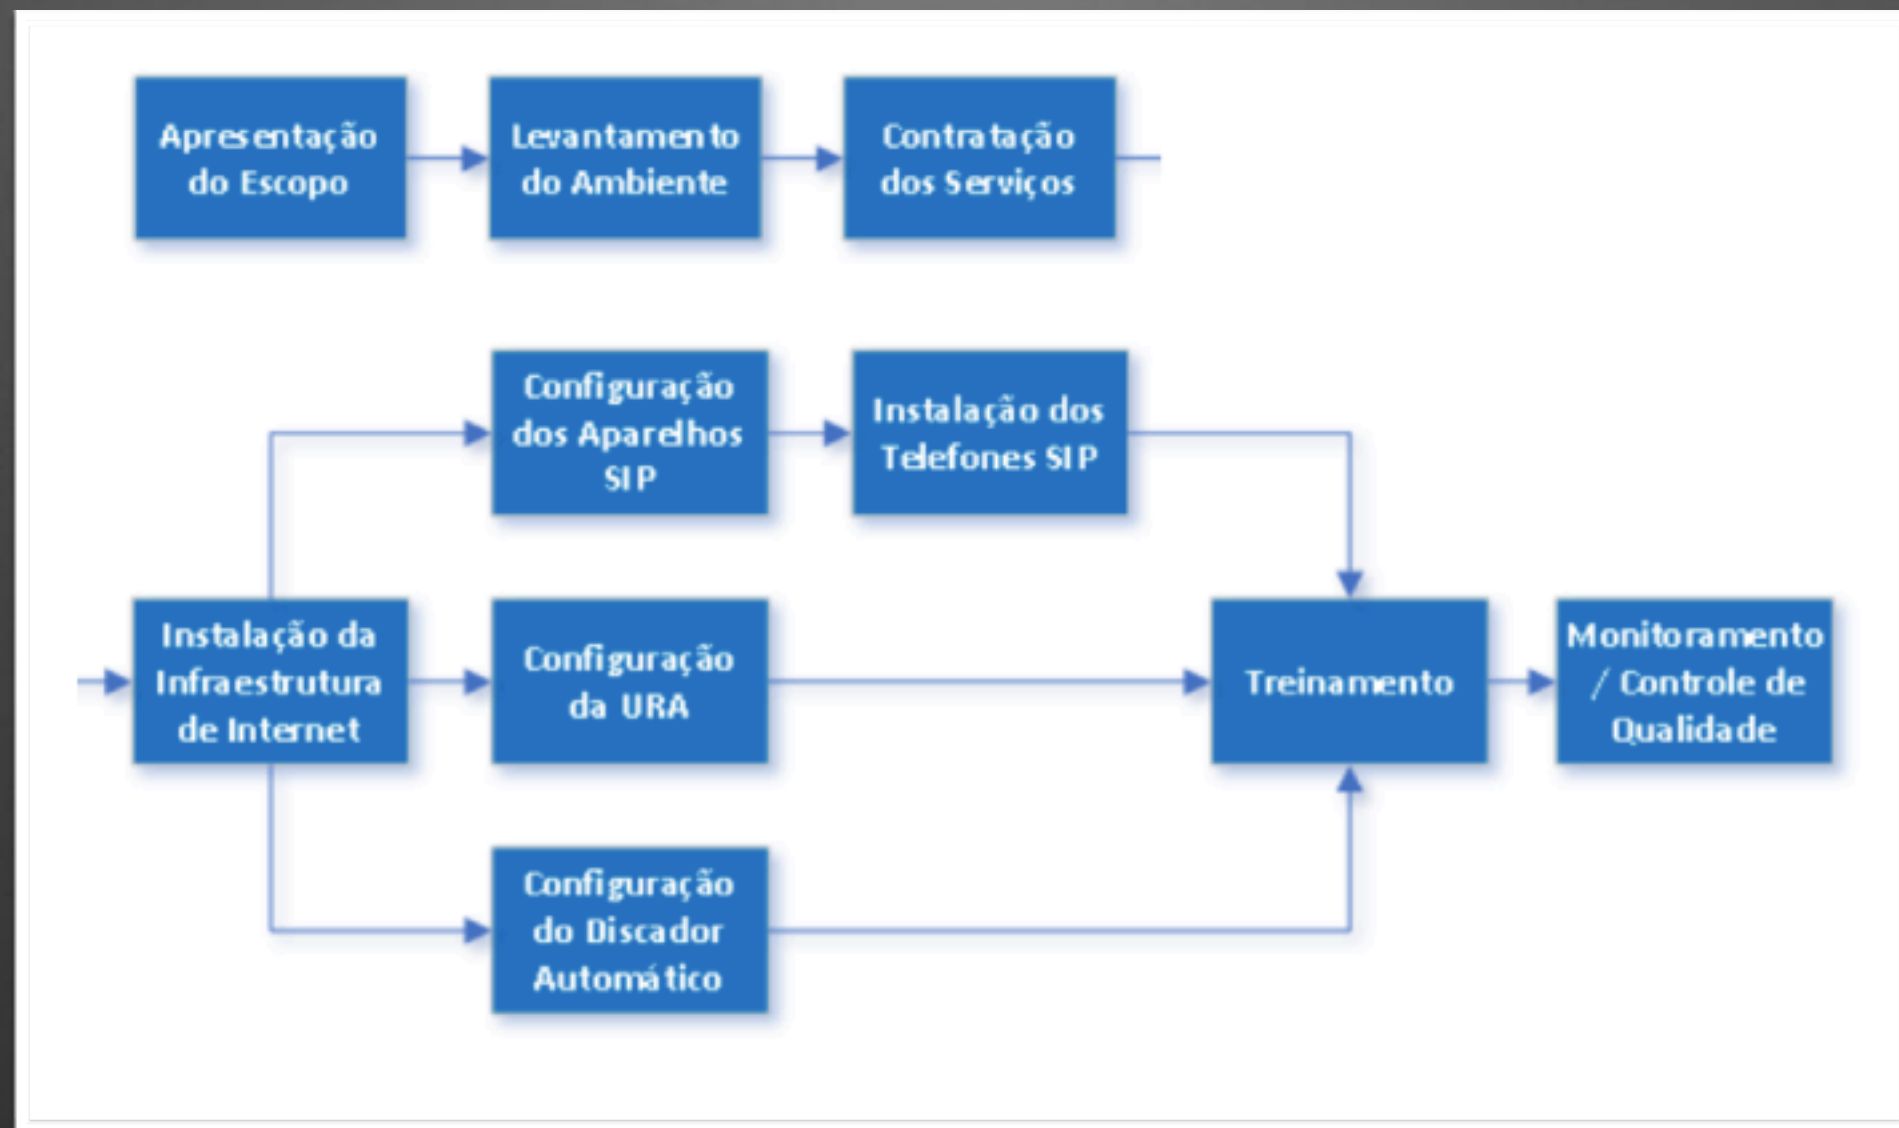 Apresentação
do Escopo
Levantamento
do Ambiente
Contratação
dos Serviços
Configuração
dos Aparelhos
SIP
Instalação dos
Telefones SIP
Instalação da
Infraestrutura
de Internet
Configuração
da URA
Treinamento
Monitoramento
/ Controle de
Qualidade
Configuração
do Discador
Automático